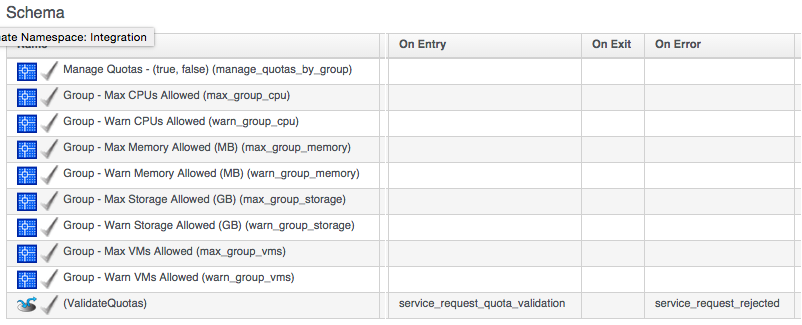 Schema
ate Namespace: Integration
Name On Entry On Exit On Error
Manage Quotas - (true, false) (manage_quotas_by_group)
Group - Max CPUs Allowed (max_group_cpu)
Group - Warn CPUs Allowed (warn_group_cpu)
Group - Max Memory Allowed (MB) (max_group_memory)
Group - Warn Memory Allowed (MB) (warn_group_memory)
Group - Max Storage Allowed (GB) (max_group_storage)
Group - Warn Storage Allowed (GB) (warn_group_storage)
Group - Max VMs Allowed (max_group_vms)
Group - Warn VMs Allowed (warn_group_vms)
(ValidateQuotas) service_request_quota_validation service_request_rejected